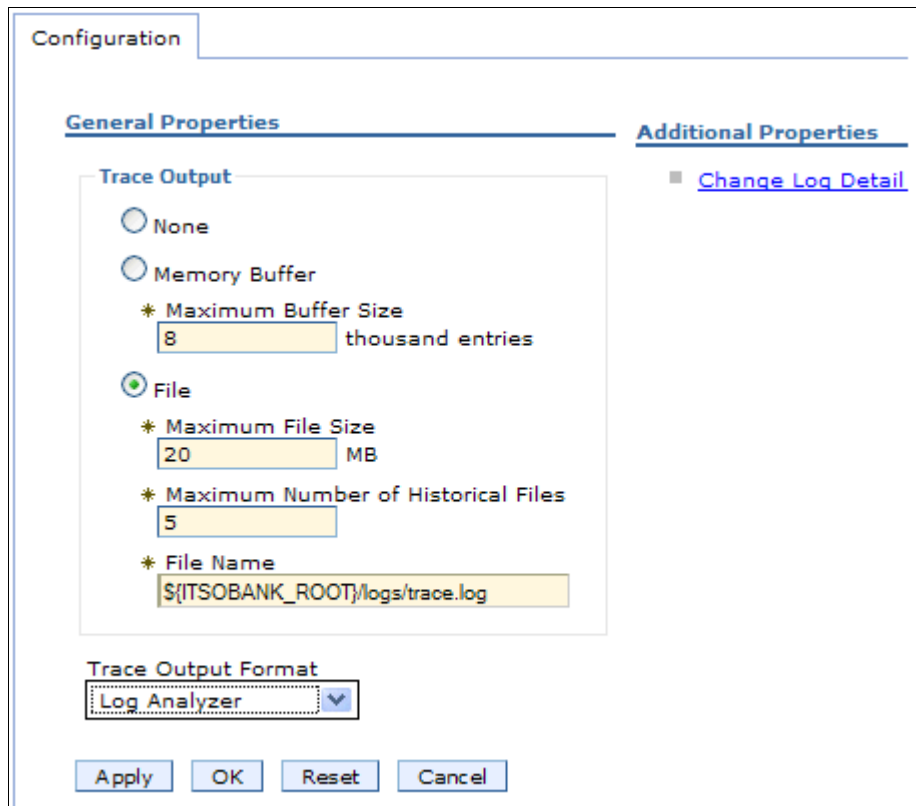 Configuration
General Properties
Additional Properties
Trace Output
Change Log Detail
None
Memory Buffer
* Maximum Buffer Size
8 thousand entries
File
* Maximum File Size
20 MB
* Maximum Number of Historical Files
5
* File Name
${ITSOBANK_ROOT}/logs/trace.log
Trace Output Format
Log Analyzer
Apply OK Reset Cancel